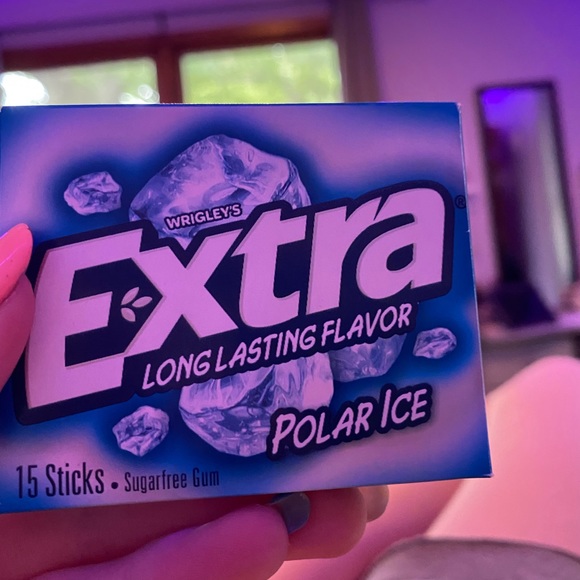 WRIGLEY'S
Extra®
LONG LASTING FLAVOR
POLAR ICE
15 Sticks • Sugarfree Gum